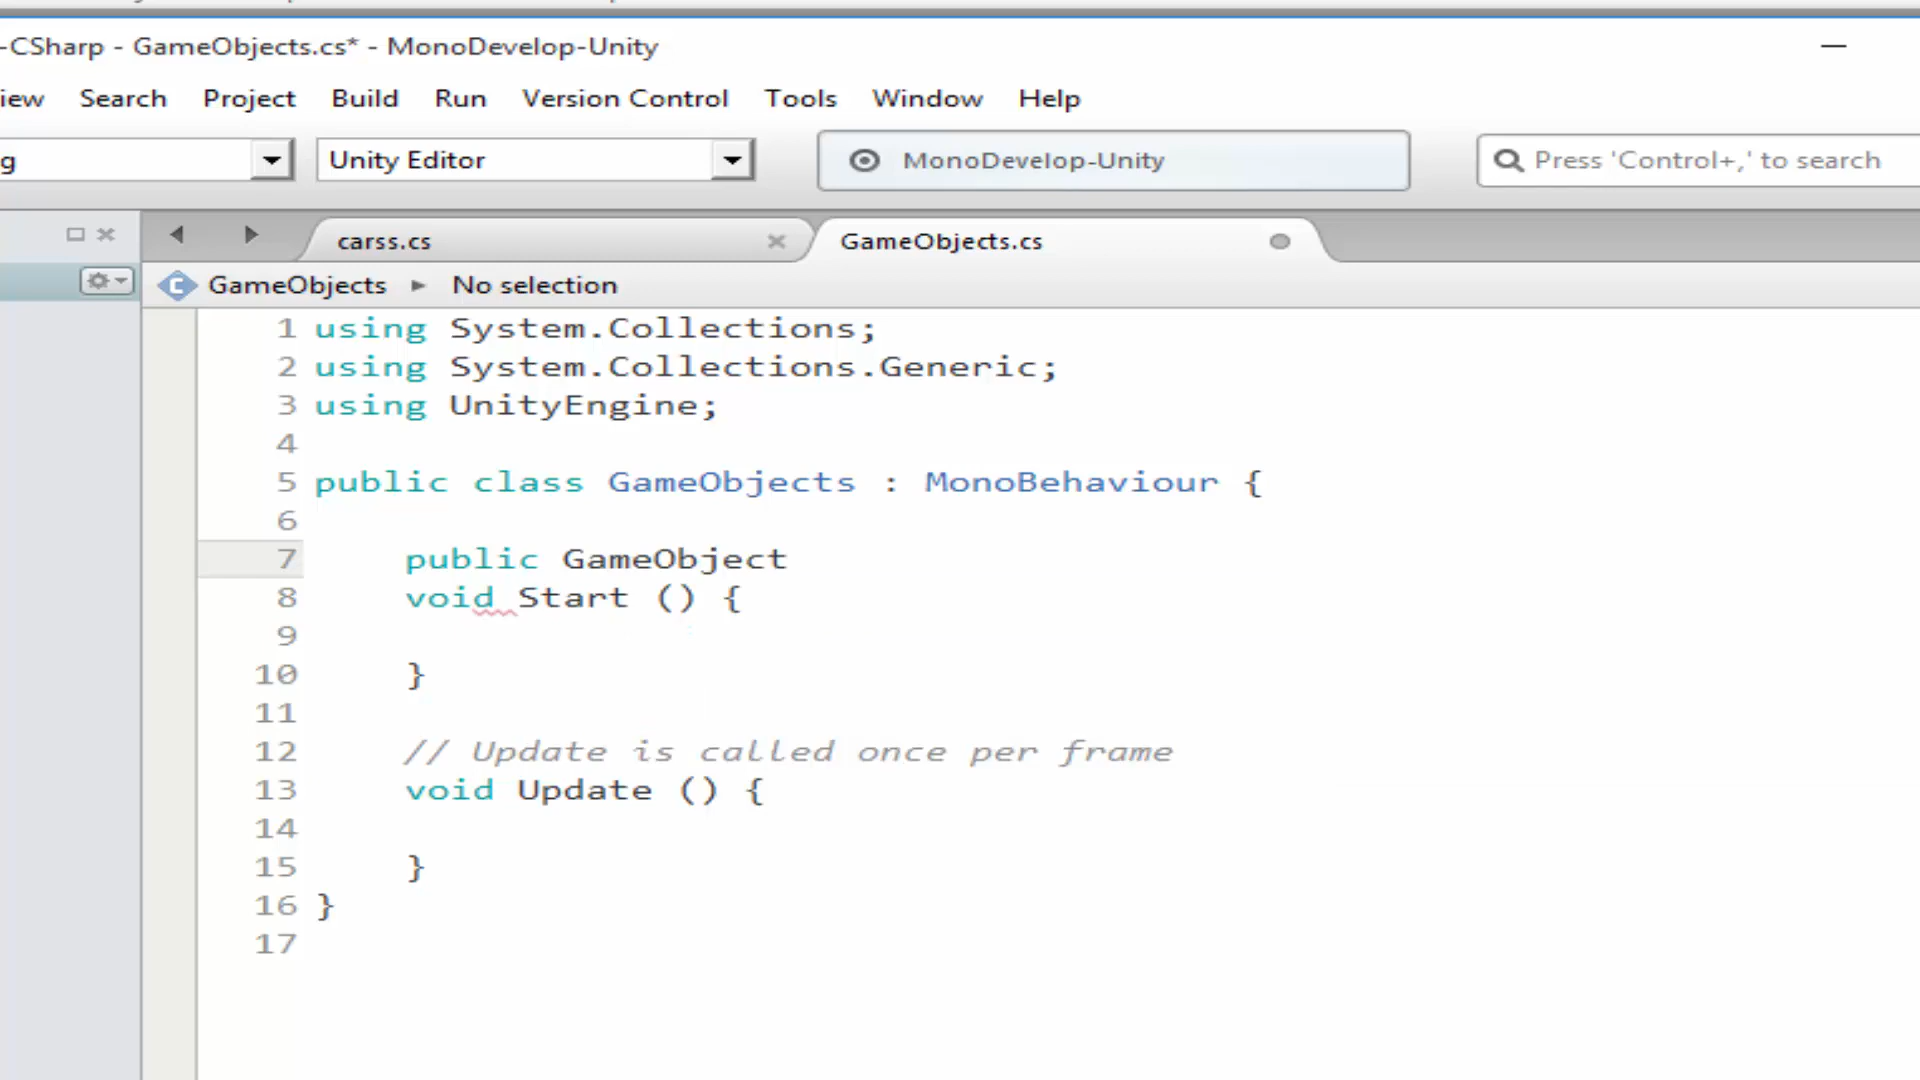 -CSharp - GameObjects.cs* - MonoDevelop-Unity
iew Search Project Build Run Version Control Tools Window Help
g Unity Editor MonoDevelop-Unity Press 'Control+,' to search
carss.cs GameObjects.cs
GameObjects No selection
1 using System.Collections;
2 using System.Collections.Generic;
3 using UnityEngine;
4
5 public class GameObjects : MonoBehaviour {
6
7 public GameObject
8 void Start () {
9
10 }
11
12 // Update is called once per frame
13 void Update () {
14
15 }
16 }
17